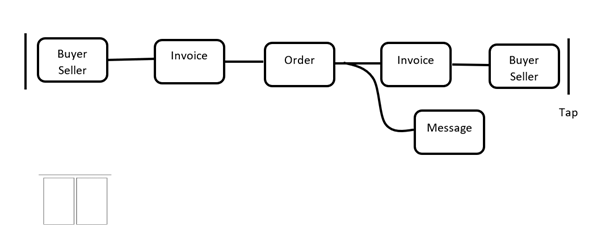 Buyer
Seller
Invoice
Order
Invoice
Buyer
Seller
Message
Tap